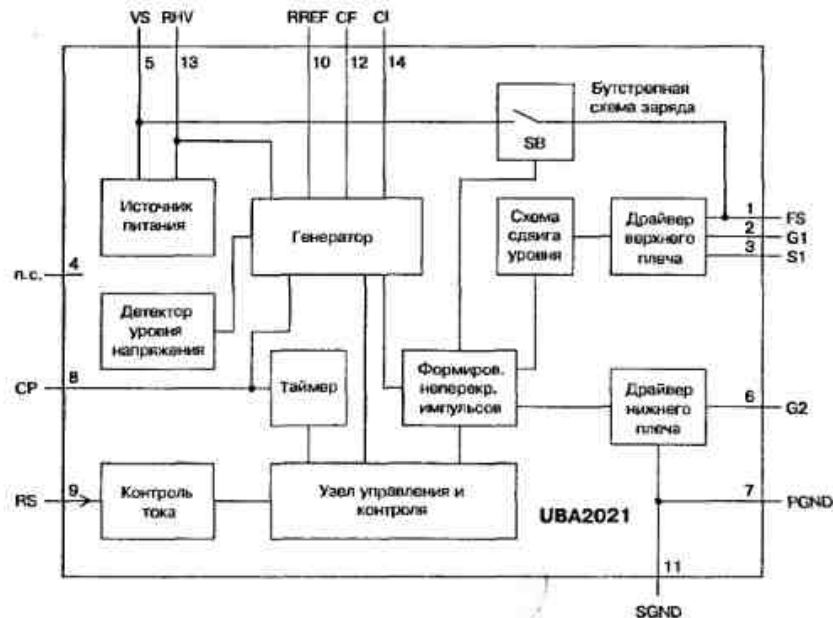 VS RHV RREF CF CI
5 13 10 12 14
Бутстрепная
схема заряда
SB
Источник
питания
Генератор
Схема
сдвига
уровня
Драйвер
верхнего
плеча
1 FS
2 G1
3 S1
4
n.c.
Детектор
уровня
напряжения
8
CP
Таймер
Формиров.
неперекр.
импульсов
Драйвер
нижнего
плеча
6 G2
9
RS
Контроль
тока
Узел управления и
контроля
UBA2021
7 PGND
11
SGND